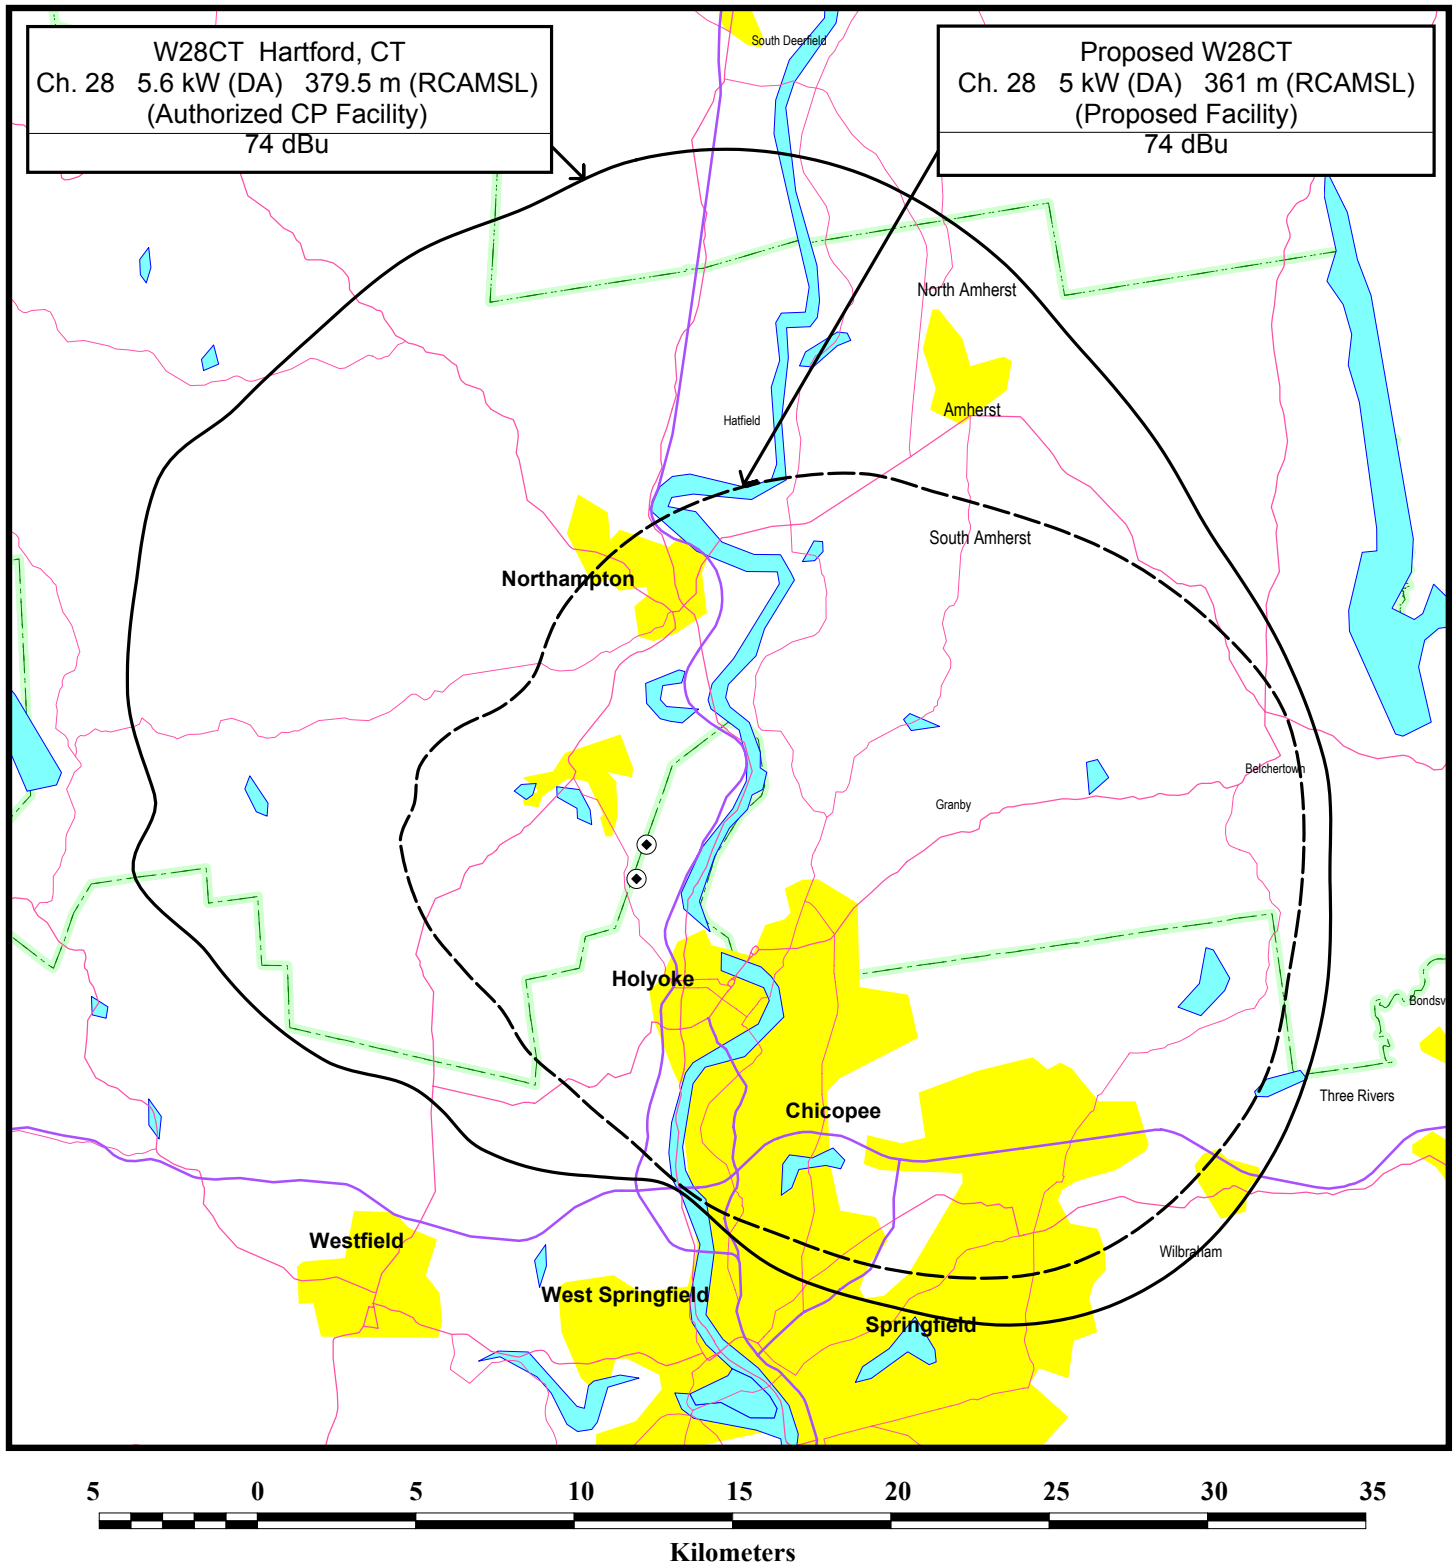 South Deerfield
W28CT Hartford, CT
Ch. 28 5.6 kW (DA) 379.5 m (RCAMSL)
(Authorized CP Facility)
74 dBu
Proposed W28CT
Ch. 28 5 kW (DA) 361 m (RCAMSL)
(Proposed Facility)
74 dBu
North Amherst
Amherst
Hatfield
South Amherst
Northampton
Belchertown
Granby
Holyoke
Bondsv
Three Rivers
Chicopee
Westfield
Wilbraham
West Springfield
Springfield
5 0 5 10 15 20 25 30 35
Kilometers